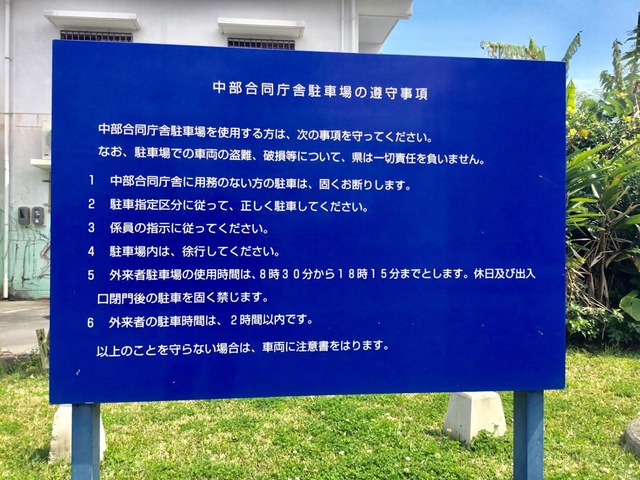 中部合同庁舎駐車場の遵守事項
中部合同庁舎駐車場を使用する方は、次の事項を守ってください。
なお、駐車場での車両の盗難、破損等について、県は一切責任を負いません。
1 中部合同庁舎に用務のない方の駐車は、固くお断りします。
2 駐車指定区分に従って、正しく駐車してください。
3 係員の指示に従ってください。
4 駐車場内は、徐行してください。
5 外来者駐車場の使用時間は、8時30分から18時15分までとします。休日及び出入
口閉門後の駐車を固く禁じます。
6 外来者の駐車時間は、2時間以内です。
以上のことを守らない場合は、車両に注意書をはります。